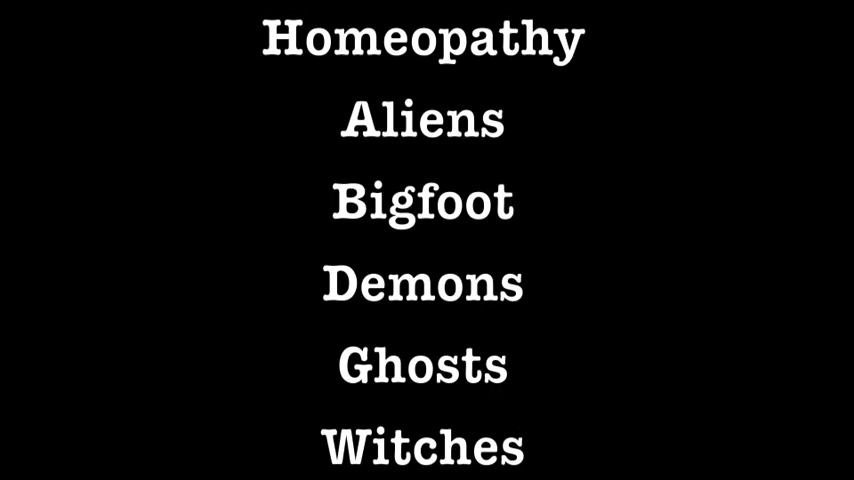 Homeopathy
Aliens
Bigfoot
Demons
Ghosts
Witches